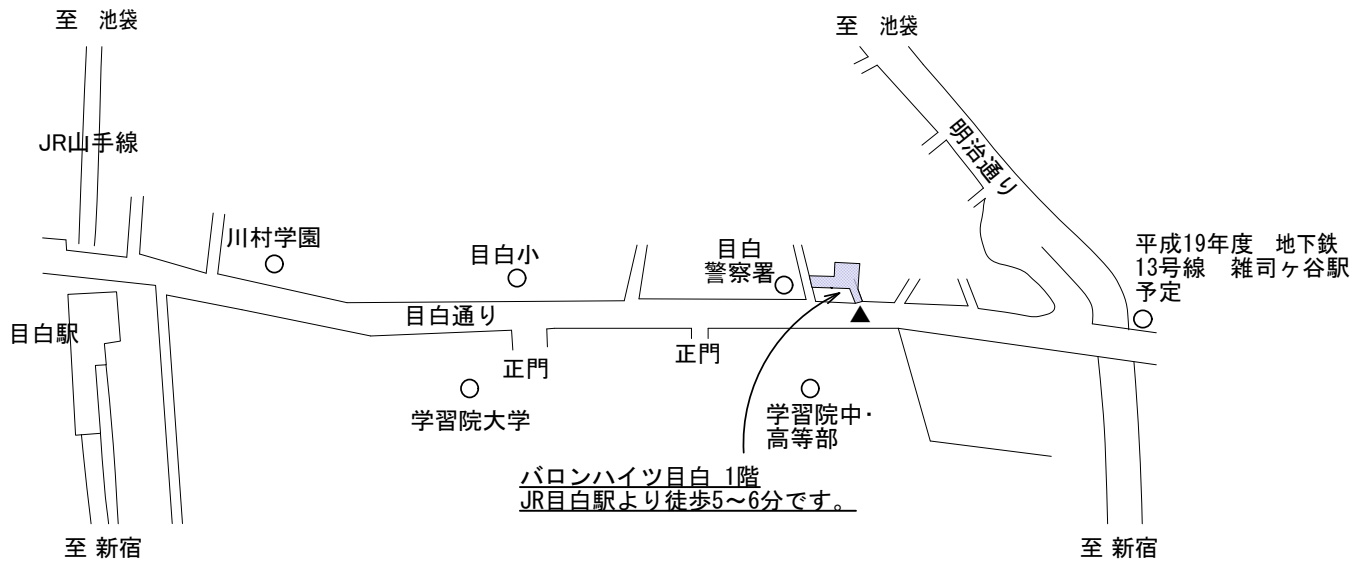 至 池袋
至 池袋
JR山手線
明治通り
川村学園
目白小
目白
警察署
平成19年度 地下鉄
13号線 雑司ヶ谷駅
予定
目白通り
目白駅
正門
正門
学習院大学
学習院中・
高等部
バロンハイツ目白 1階
JR目白駅より徒歩5～6分です。
至 新宿
至 新宿